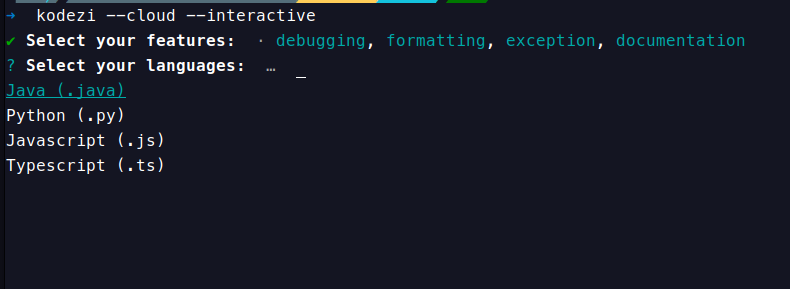 ➜ kodezi --cloud --interactive
✔ Select your features: · debugging, formatting, exception, documentation
? Select your languages: … _
Java (.java)
Python (.py)
Javascript (.js)
Typescript (.ts)